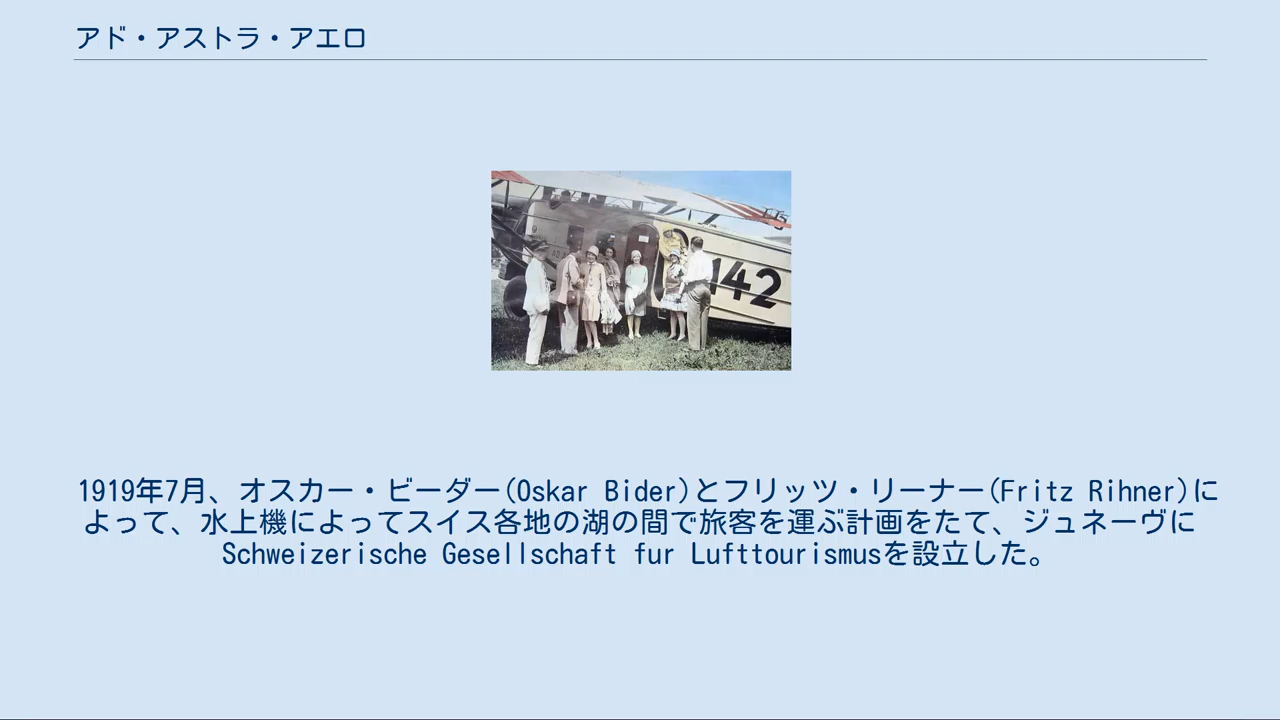 アド・アストラ・アエロ
142
1919年7月、オスカー・ビーダー(Oskar Bider)とフリッツ・リーナー(Fritz Rihner)に
よって、水上機によってスイス各地の湖の間で旅客を運ぶ計画をたて、ジュネーヴに
Schweizerische Gesellschaft fur Lufttourismusを設立した。